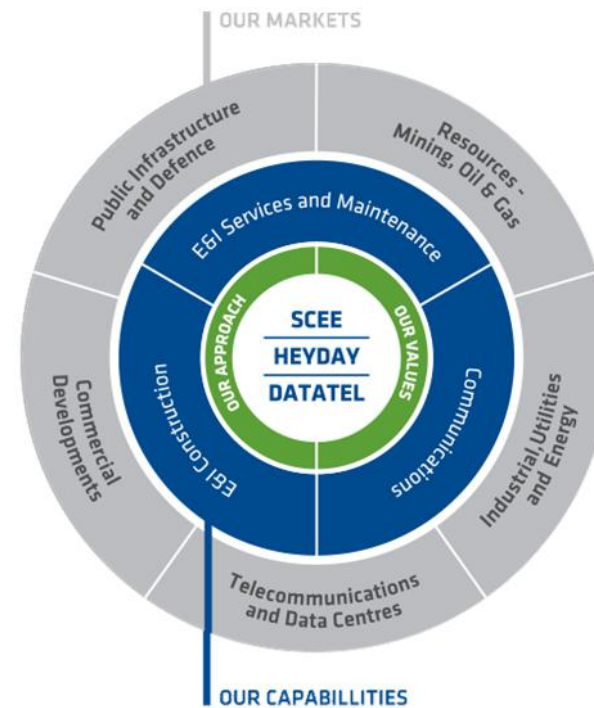 OUR MARKETS
Public Infrastructure
and Defence
Resources -
Mining, Oil & Gas
E&I Services and Maintenance
OUR APPROACH
OUR VALUES
SCEE
HEYDAY
DATATEL
Commercial
Developments
E&I Construction
Communications
Industrial, Utilities
and Energy
Telecommunications
and Data Centres
OUR CAPABILLITIES